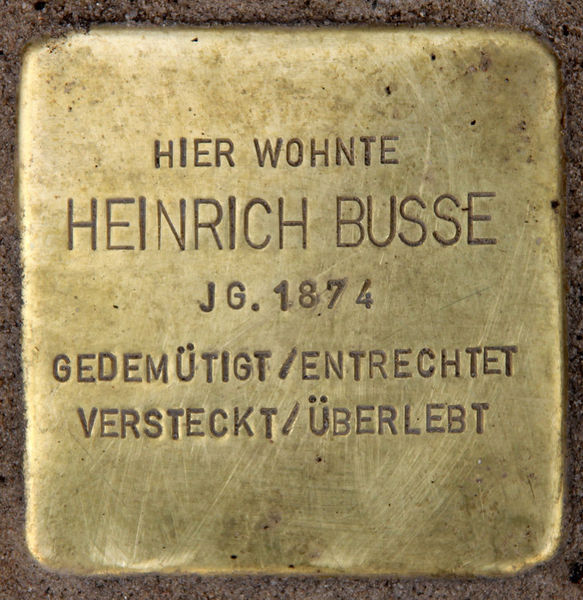 HIER WOHNTE
HEINRICH BUSSE
JG. 1874
GEDEMÜTIGT/ENTRECHTET
VERSTECKT/ÜBERLEBT